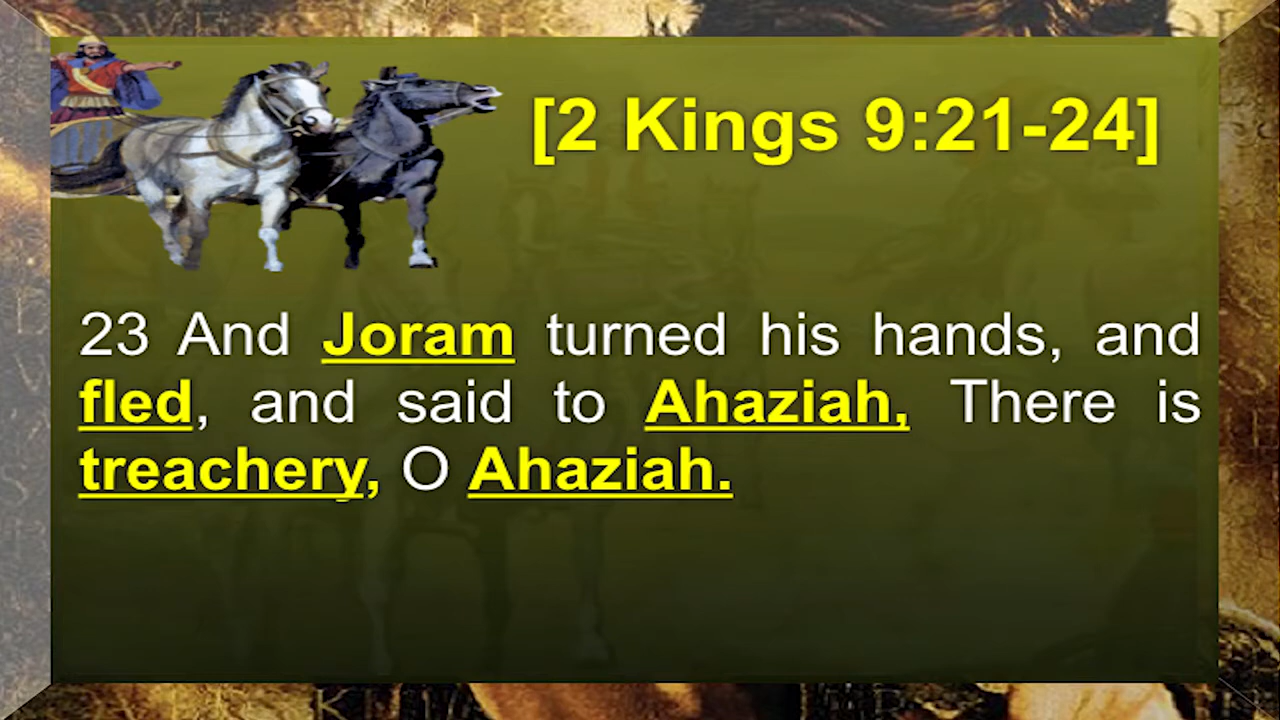 [2 Kings 9:21-24]
23 And Joram turned his hands, and
fled, and said to Ahaziah, There is
treachery, O Ahaziah.